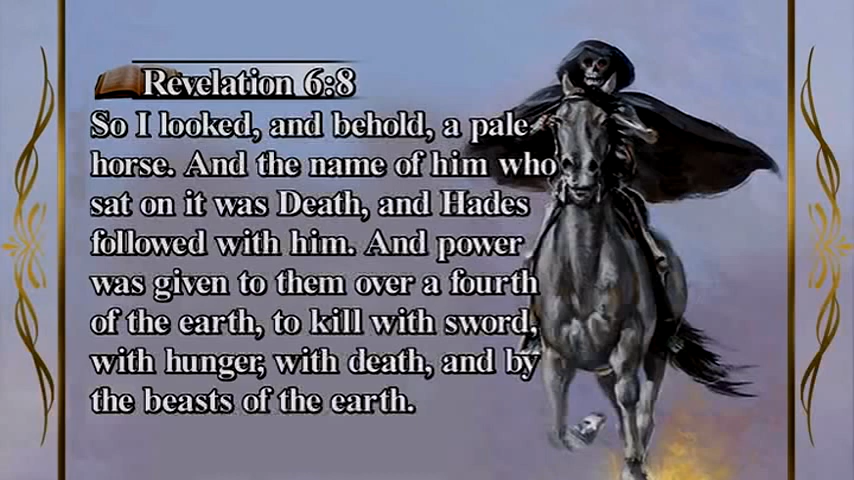 Revelation 6:8
So I looked, and behold, a pale
horse. And the name of him who
sat on it was Death, and Hades
followed with him. And power
was given to them over a fourth
of the earth, to kill with sword,
with hunger, with death, and by
the beasts of the earth.